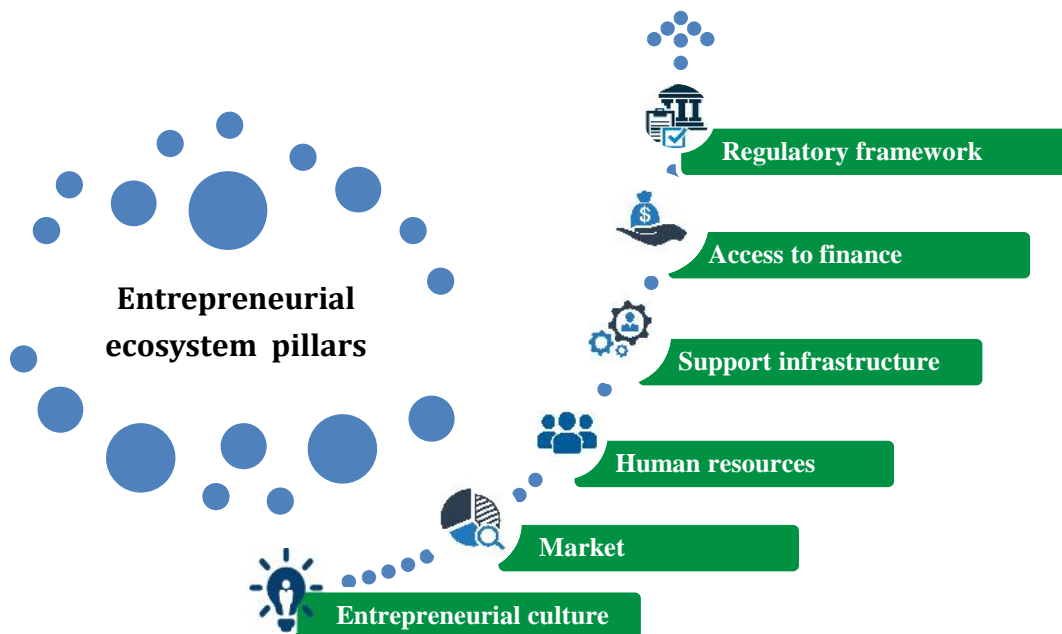 Entrepreneurial
ecosystem pillars
Regulatory framework
Access to finance
$
Support infrastructure
Human resources
Market
Entrepreneurial culture